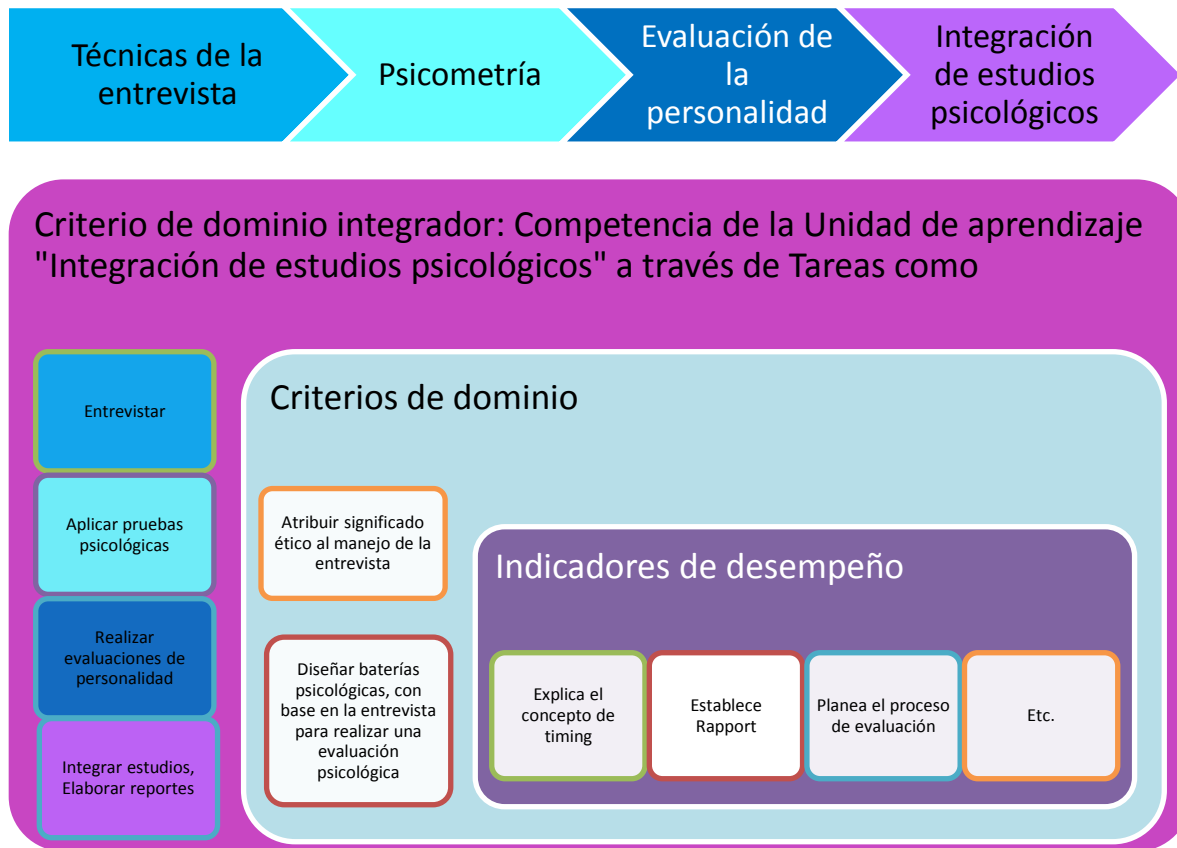 Técnicas de la
entrevista
Psicometría
Evaluación de
la
personalidad
Integración
de estudios
psicológicos
Criterio de dominio integrador: Competencia de la Unidad de aprendizaje
"Integración de estudios psicológicos" a través de Tareas como
Entrevistar
Aplicar pruebas
psicológicas
Realizar
evaluaciones de
personalidad
Integrar estudios,
Elaborar reportes
Criterios de dominio
Atribuir significado
ético al manejo de la
entrevista
Diseñar baterías
psicológicas, con
base en la entrevista
para realizar una
evaluación
psicológica
Indicadores de desempeño
Explica el
concepto de
timing
Establece
Rapport
Planea el proceso
de evaluación
Etc.